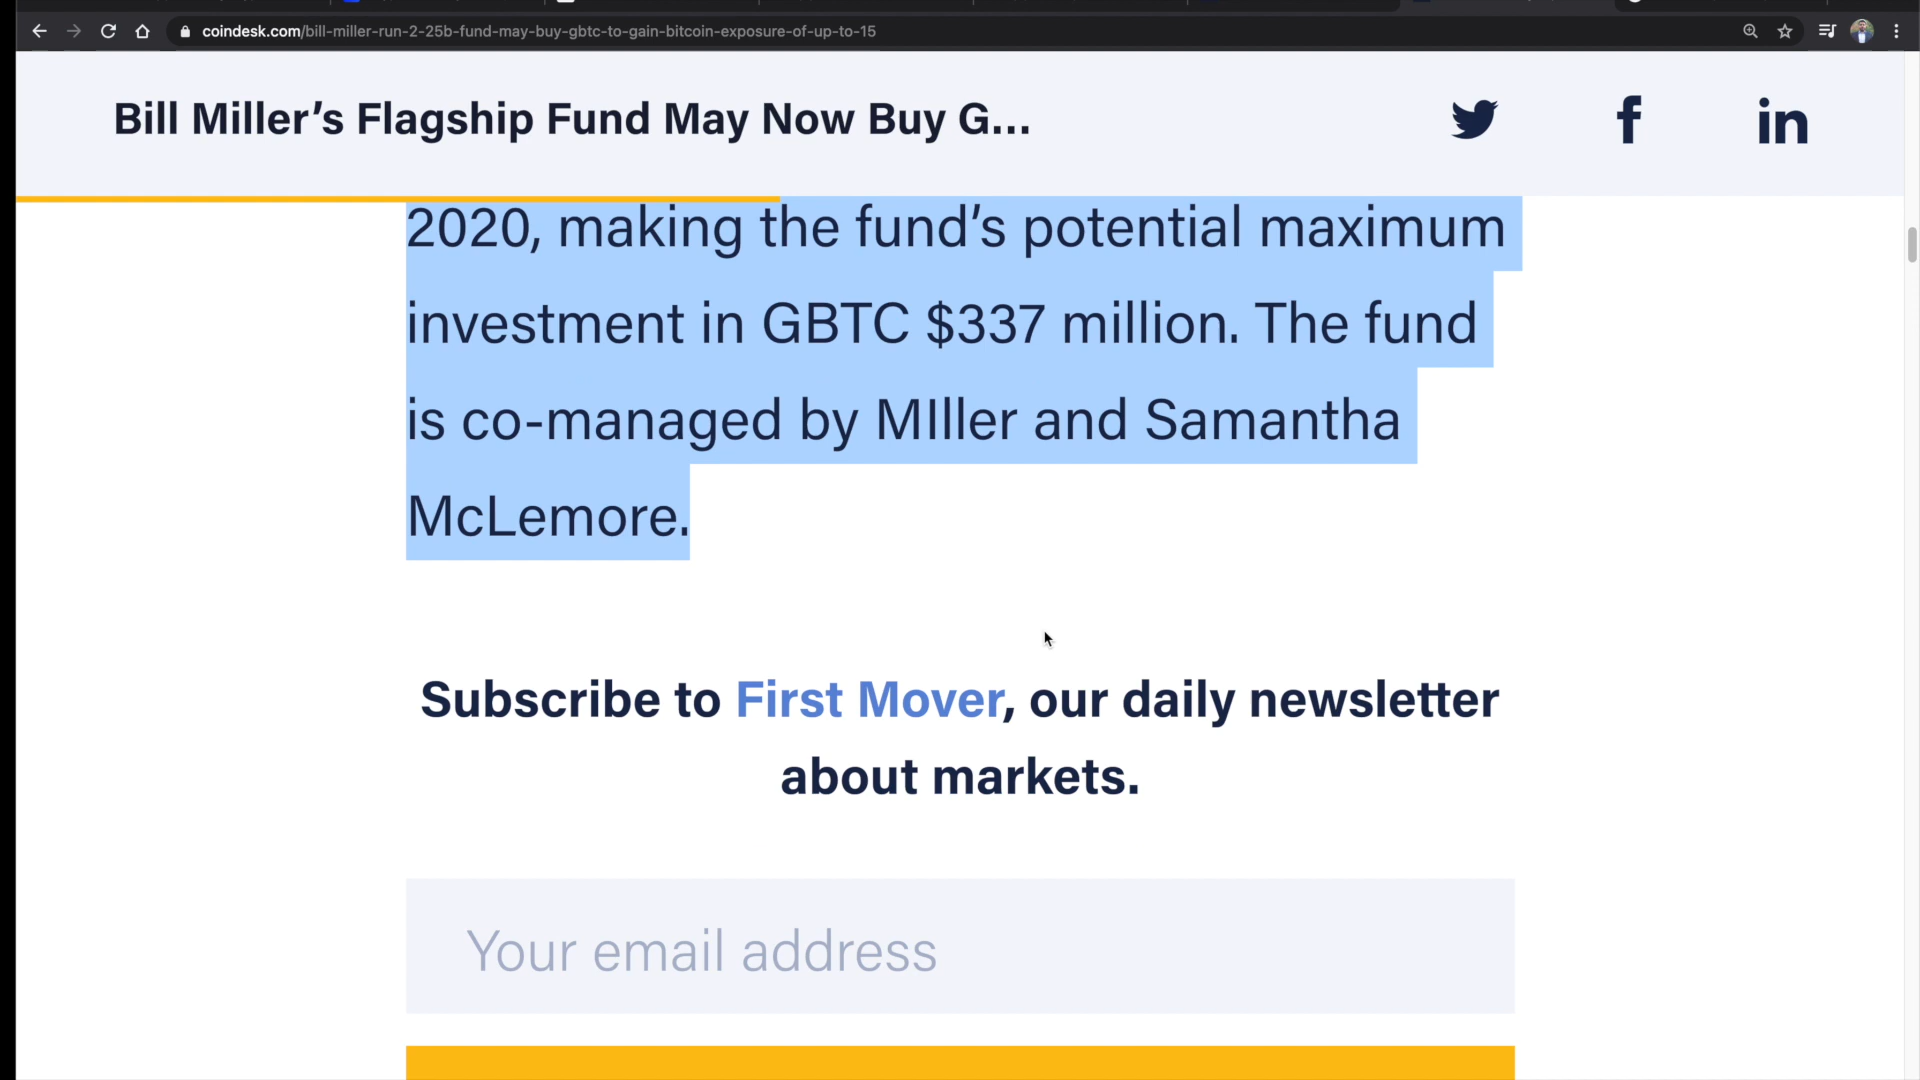 coindesk.com/bill-miller-run-2-25b-fund-may-buy-gbtc-to-gain-bitcoin-exposure-of-up-to-15
Bill Miller’s Flagship Fund May Now Buy G...
2020, making the fund’s potential maximum
investment in GBTC $337 million. The fund
is co-managed by MIller and Samantha
McLemore.
Subscribe to First Mover, our daily newsletter
about markets.
Your email address